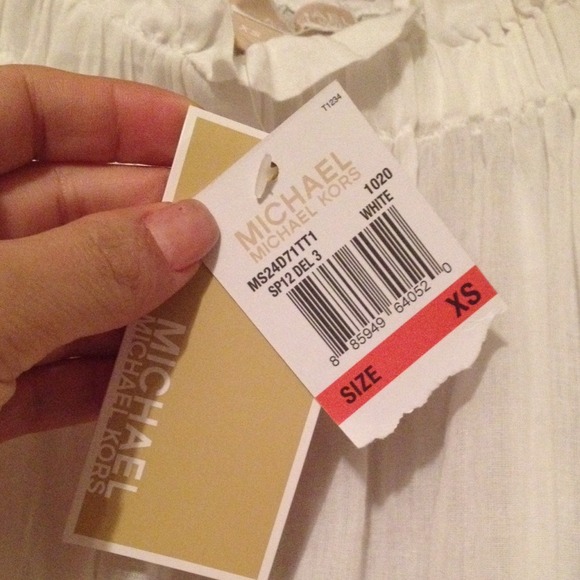 T1234
MICHAEL
MICHAEL KORS
MS24D71TT1 1020
SP12 DEL 3 WHITE
8 85949 64052 0
SIZE XS
MICHAEL
MICHAEL KORS
XS